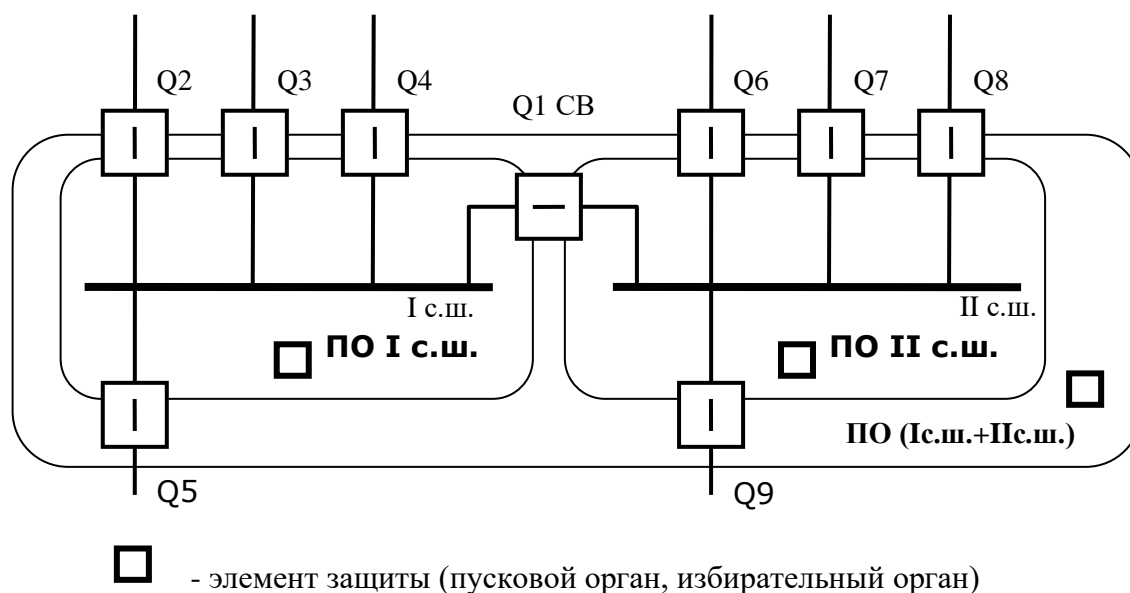 Q2
Q3
Q4
Q1 СВ
Q6
Q7
Q8
I с.ш.
II с.ш.
ПО I с.ш.
ПО II с.ш.
ПО (Iс.ш.+IIс.ш.)
Q5
Q9
- элемент защиты (пусковой орган, избирательный орган)